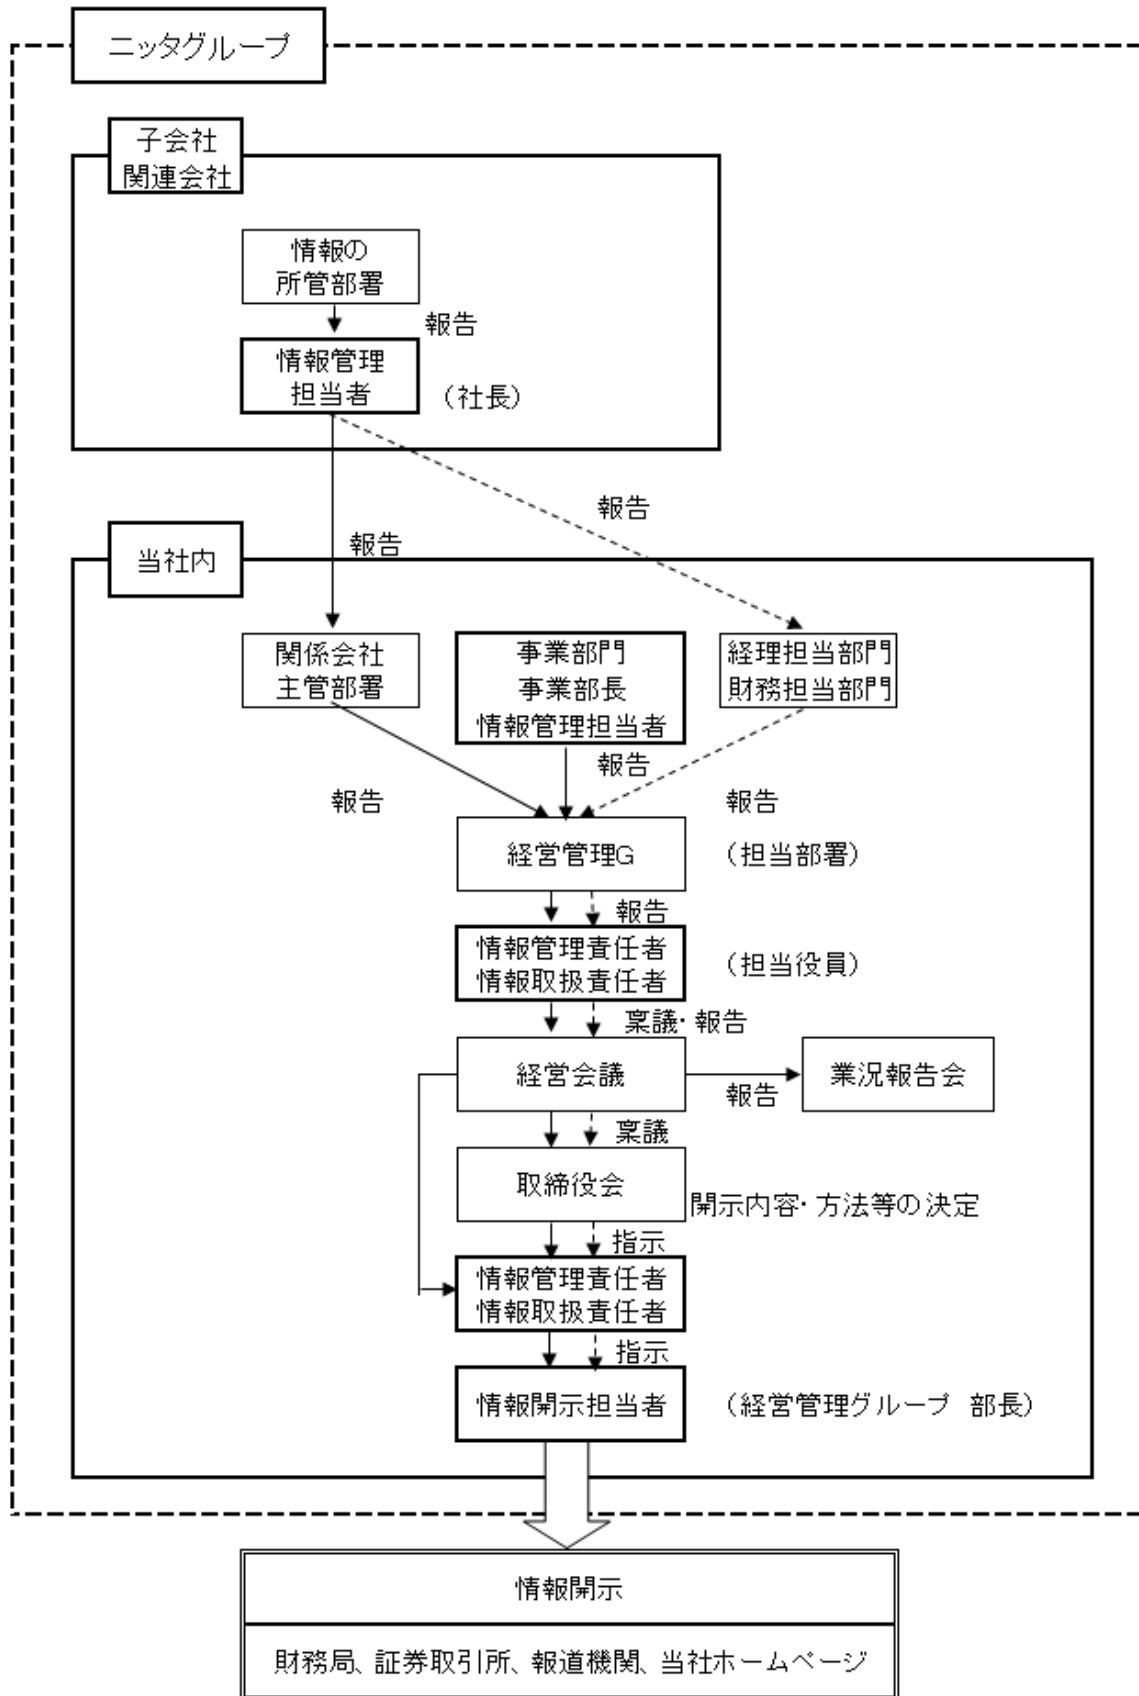 ニッタグループ
子会社
関連会社
情報の
所管部署
報告
情報管理
担当者
（社長）
報告
報告
当社内
関係会社
主管部署
事業部門
事業部長
情報管理担当者
経理担当部門
財務担当部門
報告
報告
報告
経営管理G
（担当部署）
報告
情報管理責任者
情報取扱責任者
（担当役員）
稟議・報告
経営会議
報告
業況報告会
稟議
取締役会
開示内容・方法等の決定
指示
情報管理責任者
情報取扱責任者
指示
情報開示担当者
（経営管理グループ　部長）
情報開示
財務局、証券取引所、報道機関、当社ホームページ